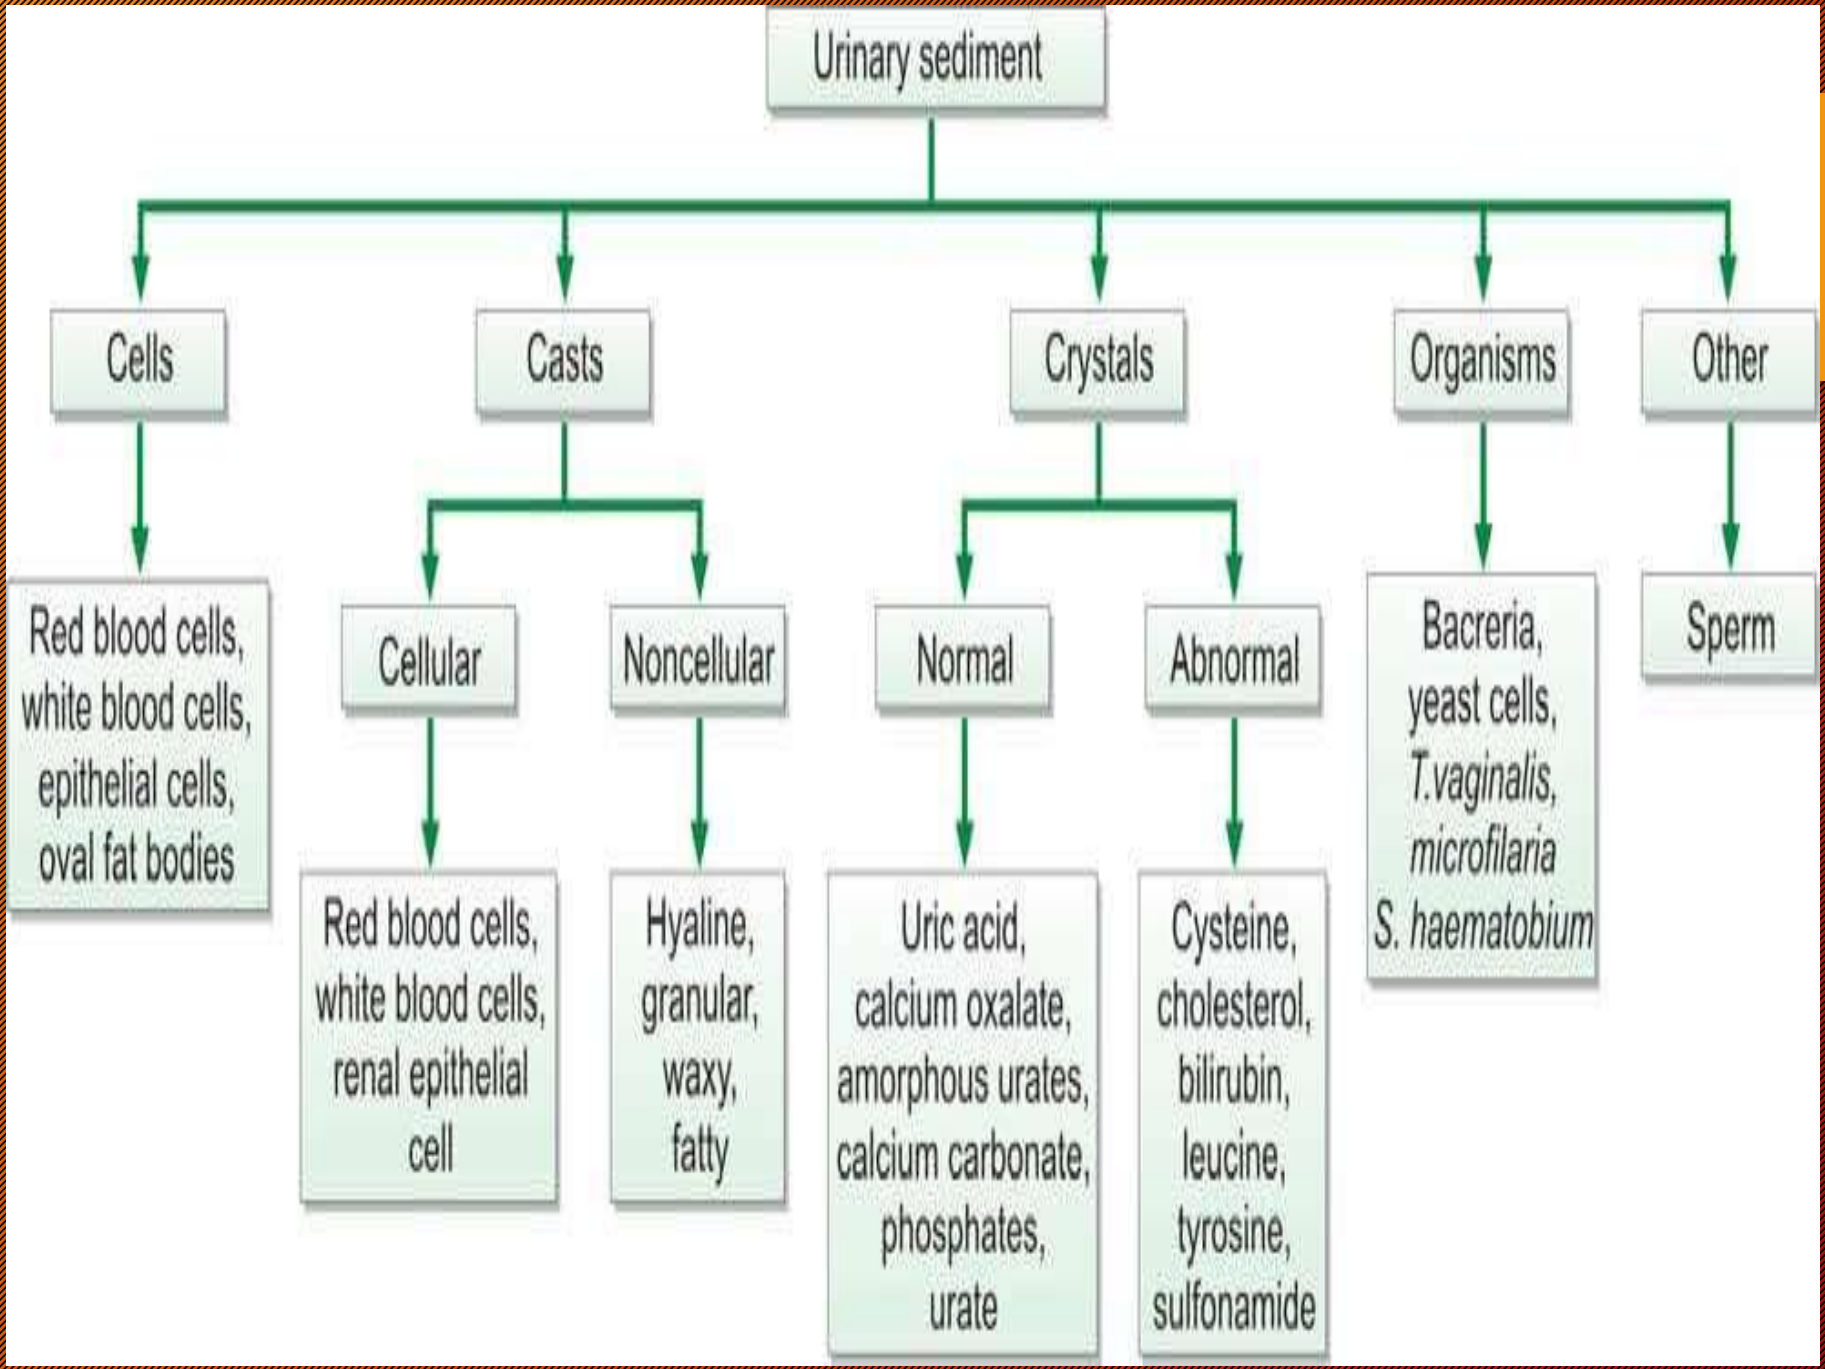 Urinary sediment
Cells
Casts
Crystals
Organisms
Other
Red blood cells,
white blood cells,
epithelial cells,
oval fat bodies
Cellular
Noncellular
Normal
Abnormal
Bacreria,
yeast cells,
T.vaginalis,
microfilaria
S. haematobium
Sperm
Red blood cells,
white blood cells,
renal epithelial
cell
Hyaline,
granular,
waxy,
fatty
Uric acid,
calcium oxalate,
amorphous urates,
calcium carbonate,
phosphates,
urate
Cysteine,
cholesterol,
bilirubin,
leucine,
tyrosine,
sulfonamide